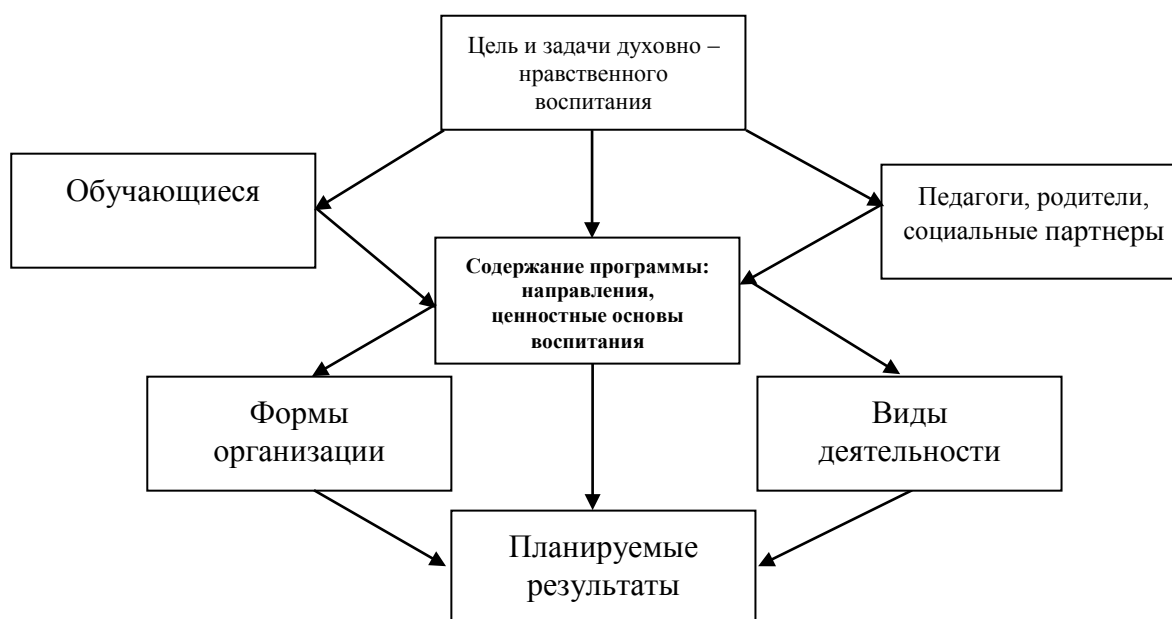 Цель и задачи духовно –
нравственного
воспитания
Обучающиеся
Педагоги, родители,
социальные партнеры
Содержание программы:
направления,
ценностные основы
воспитания
Формы
организации
Виды
деятельности
Планируемые
результаты